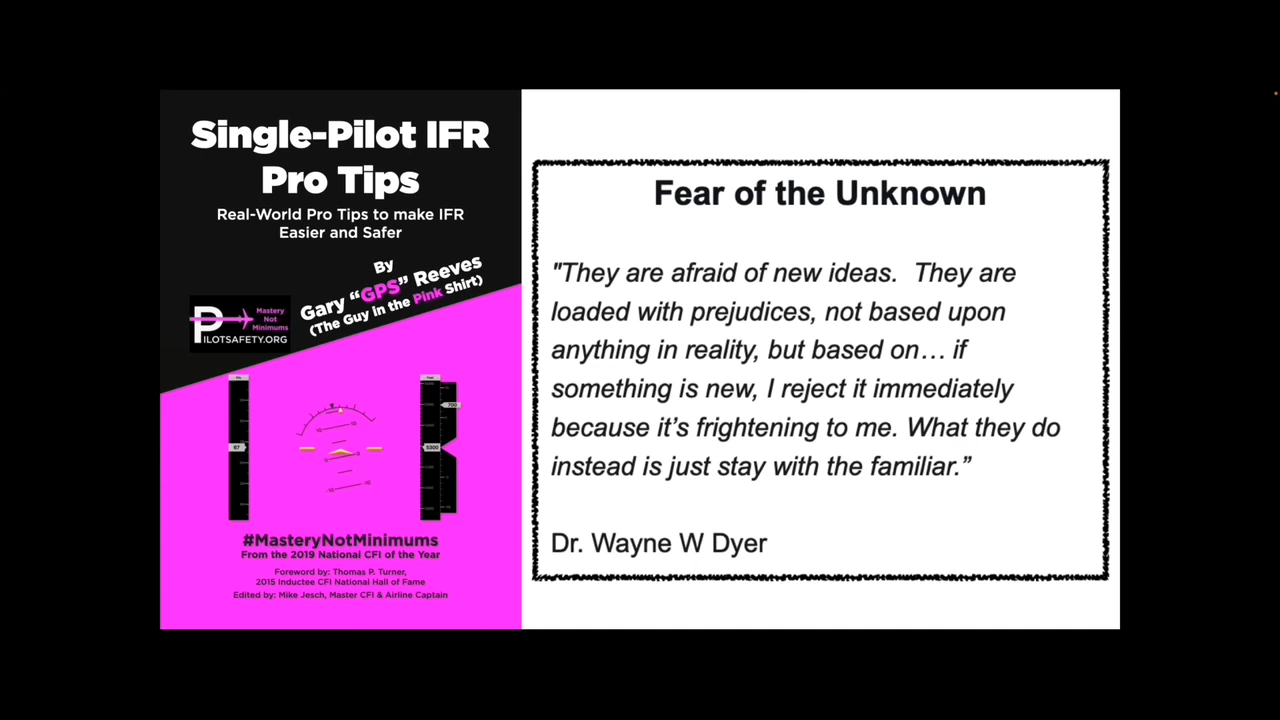 Single-Pilot IFR
Pro Tips
Real-World Pro Tips to make IFR
Easier and Safer
By
Gary “GPS” Reeves
(The Guy in the Pink Shirt)
Mastery
Not
Minimums
PILOTSAFETY.ORG
#MasteryNotMinimums
From the 2019 National CFI of the Year
Foreword by: Thomas P. Turner,
2015 Inductee CFI National Hall of Fame
Edited by: Mike Jesch, Master CFI & Airline Captain
Fear of the Unknown
"They are afraid of new ideas.  They are
loaded with prejudices, not based upon
anything in reality, but based on… if
something is new, I reject it immediately
because it’s frightening to me. What they do
instead is just stay with the familiar.”
Dr. Wayne W Dyer